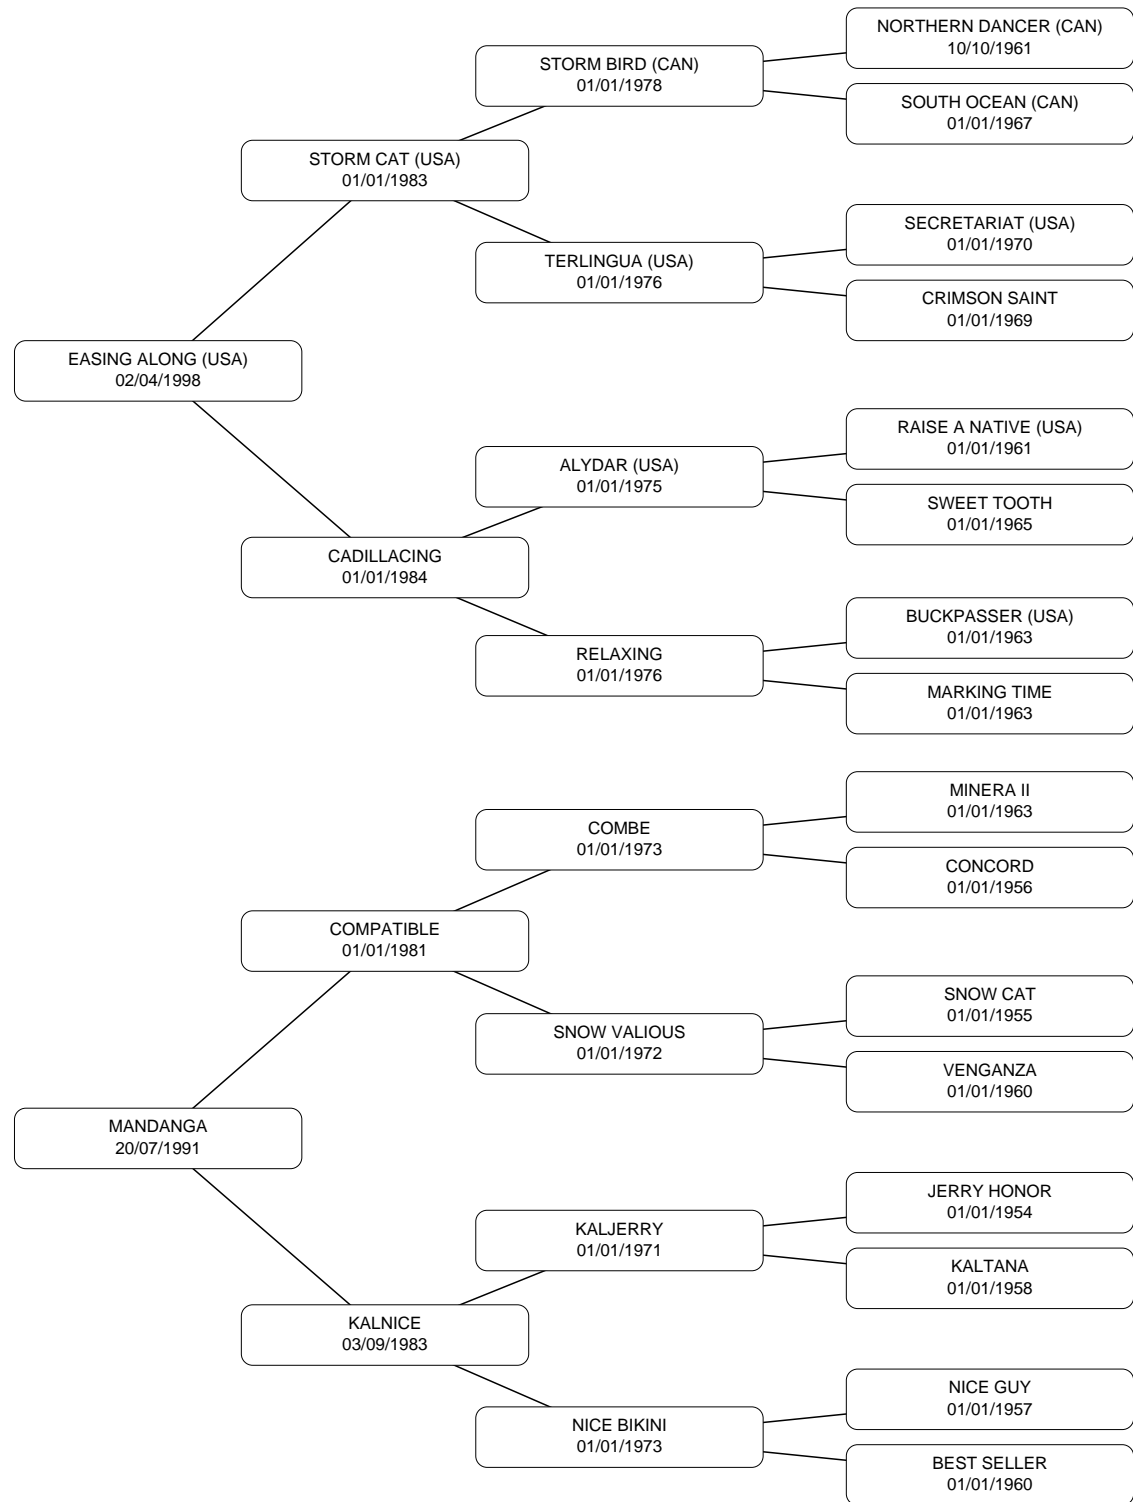 NORTHERN DANCER (CAN)
10/10/1961
STORM BIRD (CAN)
01/01/1978
SOUTH OCEAN (CAN)
01/01/1967
STORM CAT (USA)
01/01/1983
SECRETARIAT (USA)
01/01/1970
TERLINGUA (USA)
01/01/1976
CRIMSON SAINT
01/01/1969
EASING ALONG (USA)
02/04/1998
RAISE A NATIVE (USA)
01/01/1961
ALYDAR (USA)
01/01/1975
SWEET TOOTH
01/01/1965
CADILLACING
01/01/1984
BUCKPASSER (USA)
01/01/1963
RELAXING
01/01/1976
MARKING TIME
01/01/1963
MINERA II
01/01/1963
COMBE
01/01/1973
CONCORD
01/01/1956
COMPATIBLE
01/01/1981
SNOW CAT
01/01/1955
SNOW VALIOUS
01/01/1972
VENGANZA
01/01/1960
MANDANGA
20/07/1991
JERRY HONOR
01/01/1954
KALJERRY
01/01/1971
KALTANA
01/01/1958
KALNICE
03/09/1983
NICE GUY
01/01/1957
NICE BIKINI
01/01/1973
BEST SELLER
01/01/1960